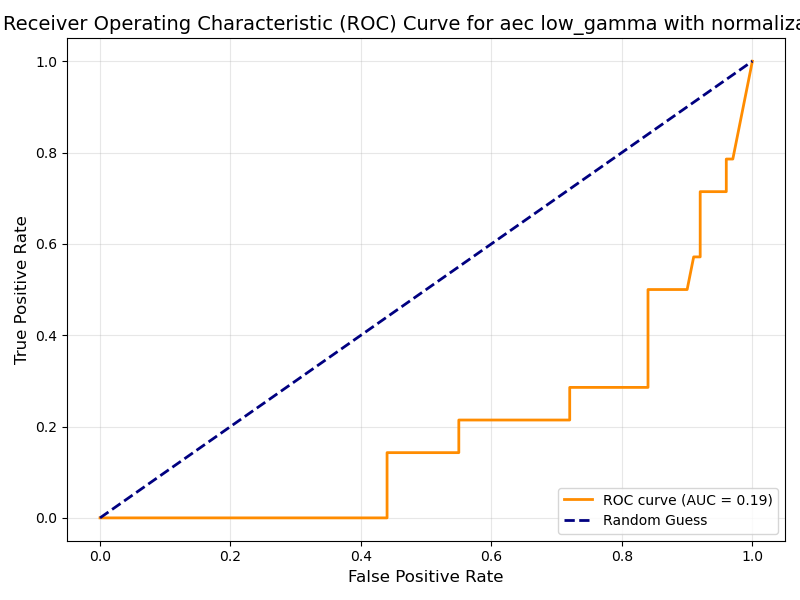 Receiver Operating Characteristic (ROC) Curve for aec low_gamma with normaliza
1.0
0.8
0.6
0.4
0.2
0.0
True Positive Rate
0.0 0.2 0.4 0.6 0.8 1.0
False Positive Rate
ROC curve (AUC = 0.19)
Random Guess